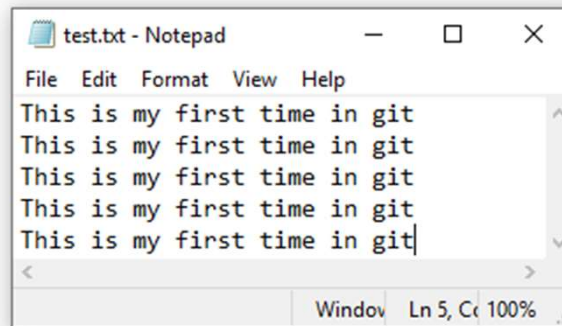 test.txt - Notepad
File Edit Format View Help
This is my first time in git
This is my first time in git
This is my first time in git
This is my first time in git
This is my first time in git
Ln 5, 100%